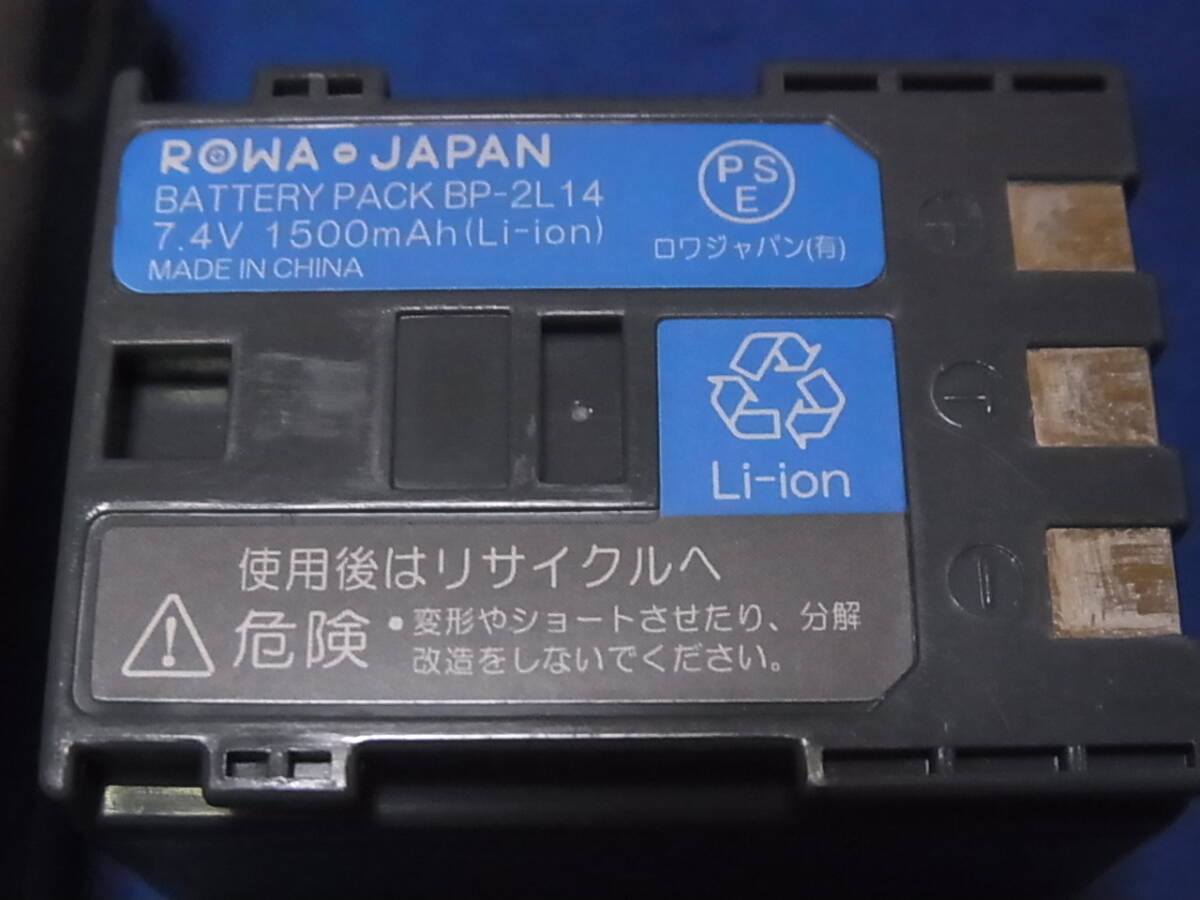 ROWA・JAPAN
BATTERY PACK BP-2L14
7.4V 1500mAh(Li-ion)
MADE IN CHINA
PSE
ロワジャパン(有)
Li-ion
使用後はリサイクルへ
危険 ・変形やショートさせたり、分解
改造をしないでください。
+
T
−